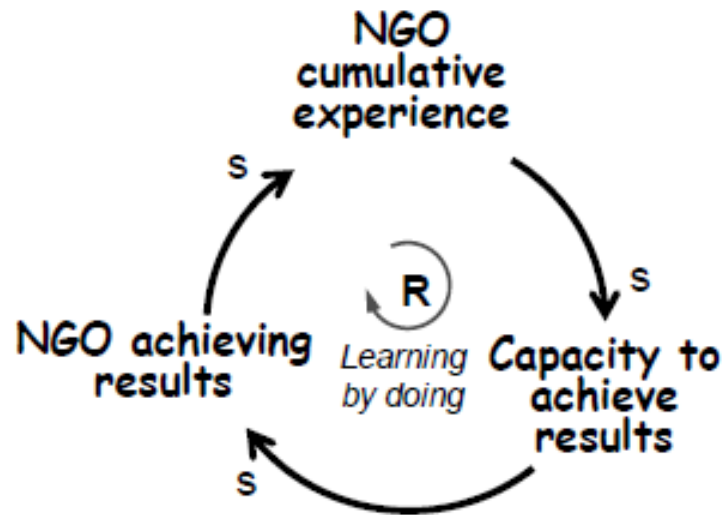 NGO
cumulative
experience
S
S
R
NGO achieving
results
Learning
by doing
Capacity to
achieve
results
S